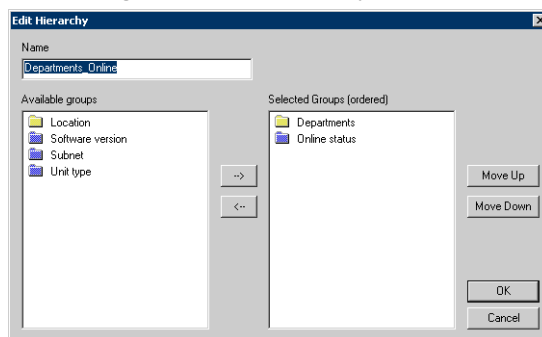 Edit Hierarchy
Name
Departments_Online
Available groups
Location
Software version
Subnet
Unit type
-->
<--
Selected Groups (ordered)
Departments
Online status
Move Up
Move Down
OK
Cancel